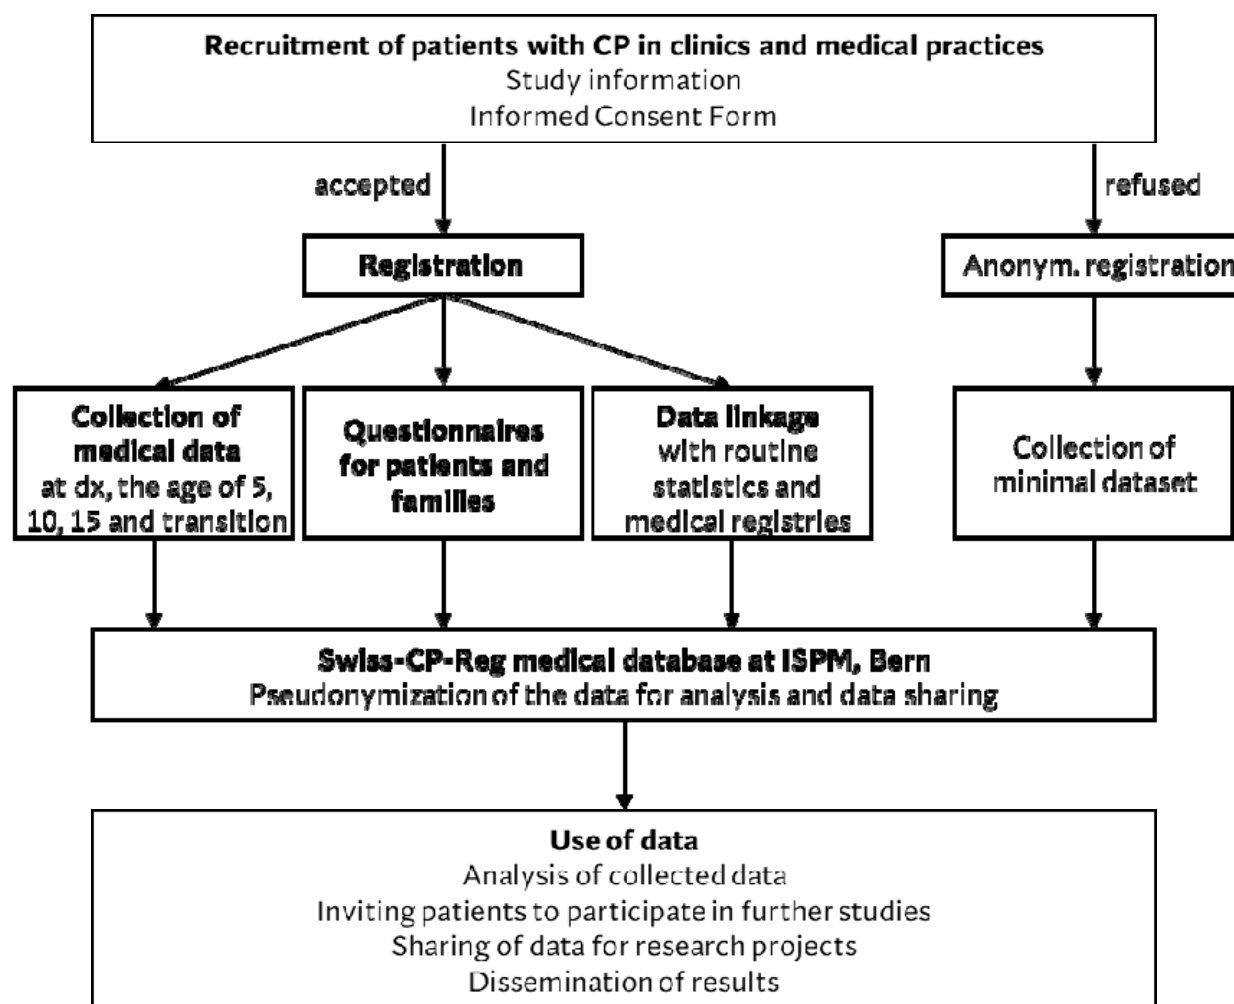 Recruitment of patients with CP in clinics and medical practices
Study information
Informed Consent Form
accepted
refused
Registration
Anonym. registration
Collection of
medical data
at dx, the age of 5,
10, 15 and transition
Questionnaires
for patients and
families
Data linkage
with routine
statistics and
medical registries
Collection of
minimal dataset
Swiss-CP-Reg medical database at ISPM, Bern
Pseudonymization of the data for analysis and data sharing
Use of data
Analysis of collected data
Inviting patients to participate in further studies
Sharing of data for research projects
Dissemination of results